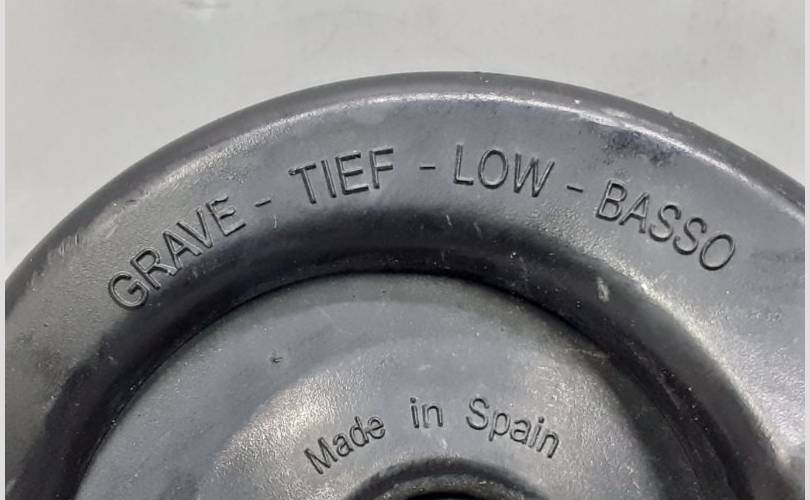 GRAVE - TIEF - LOW - BASSO
Made in Spain